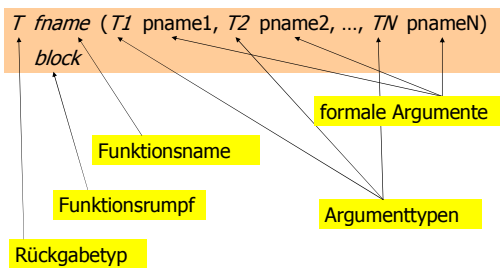 T fname (T1 pname1, T2 pname2, …, TN pnameN)
block
formale Argumente
Funktionsname
Funktionsrumpf
Argumenttypen
Rückgabetyp